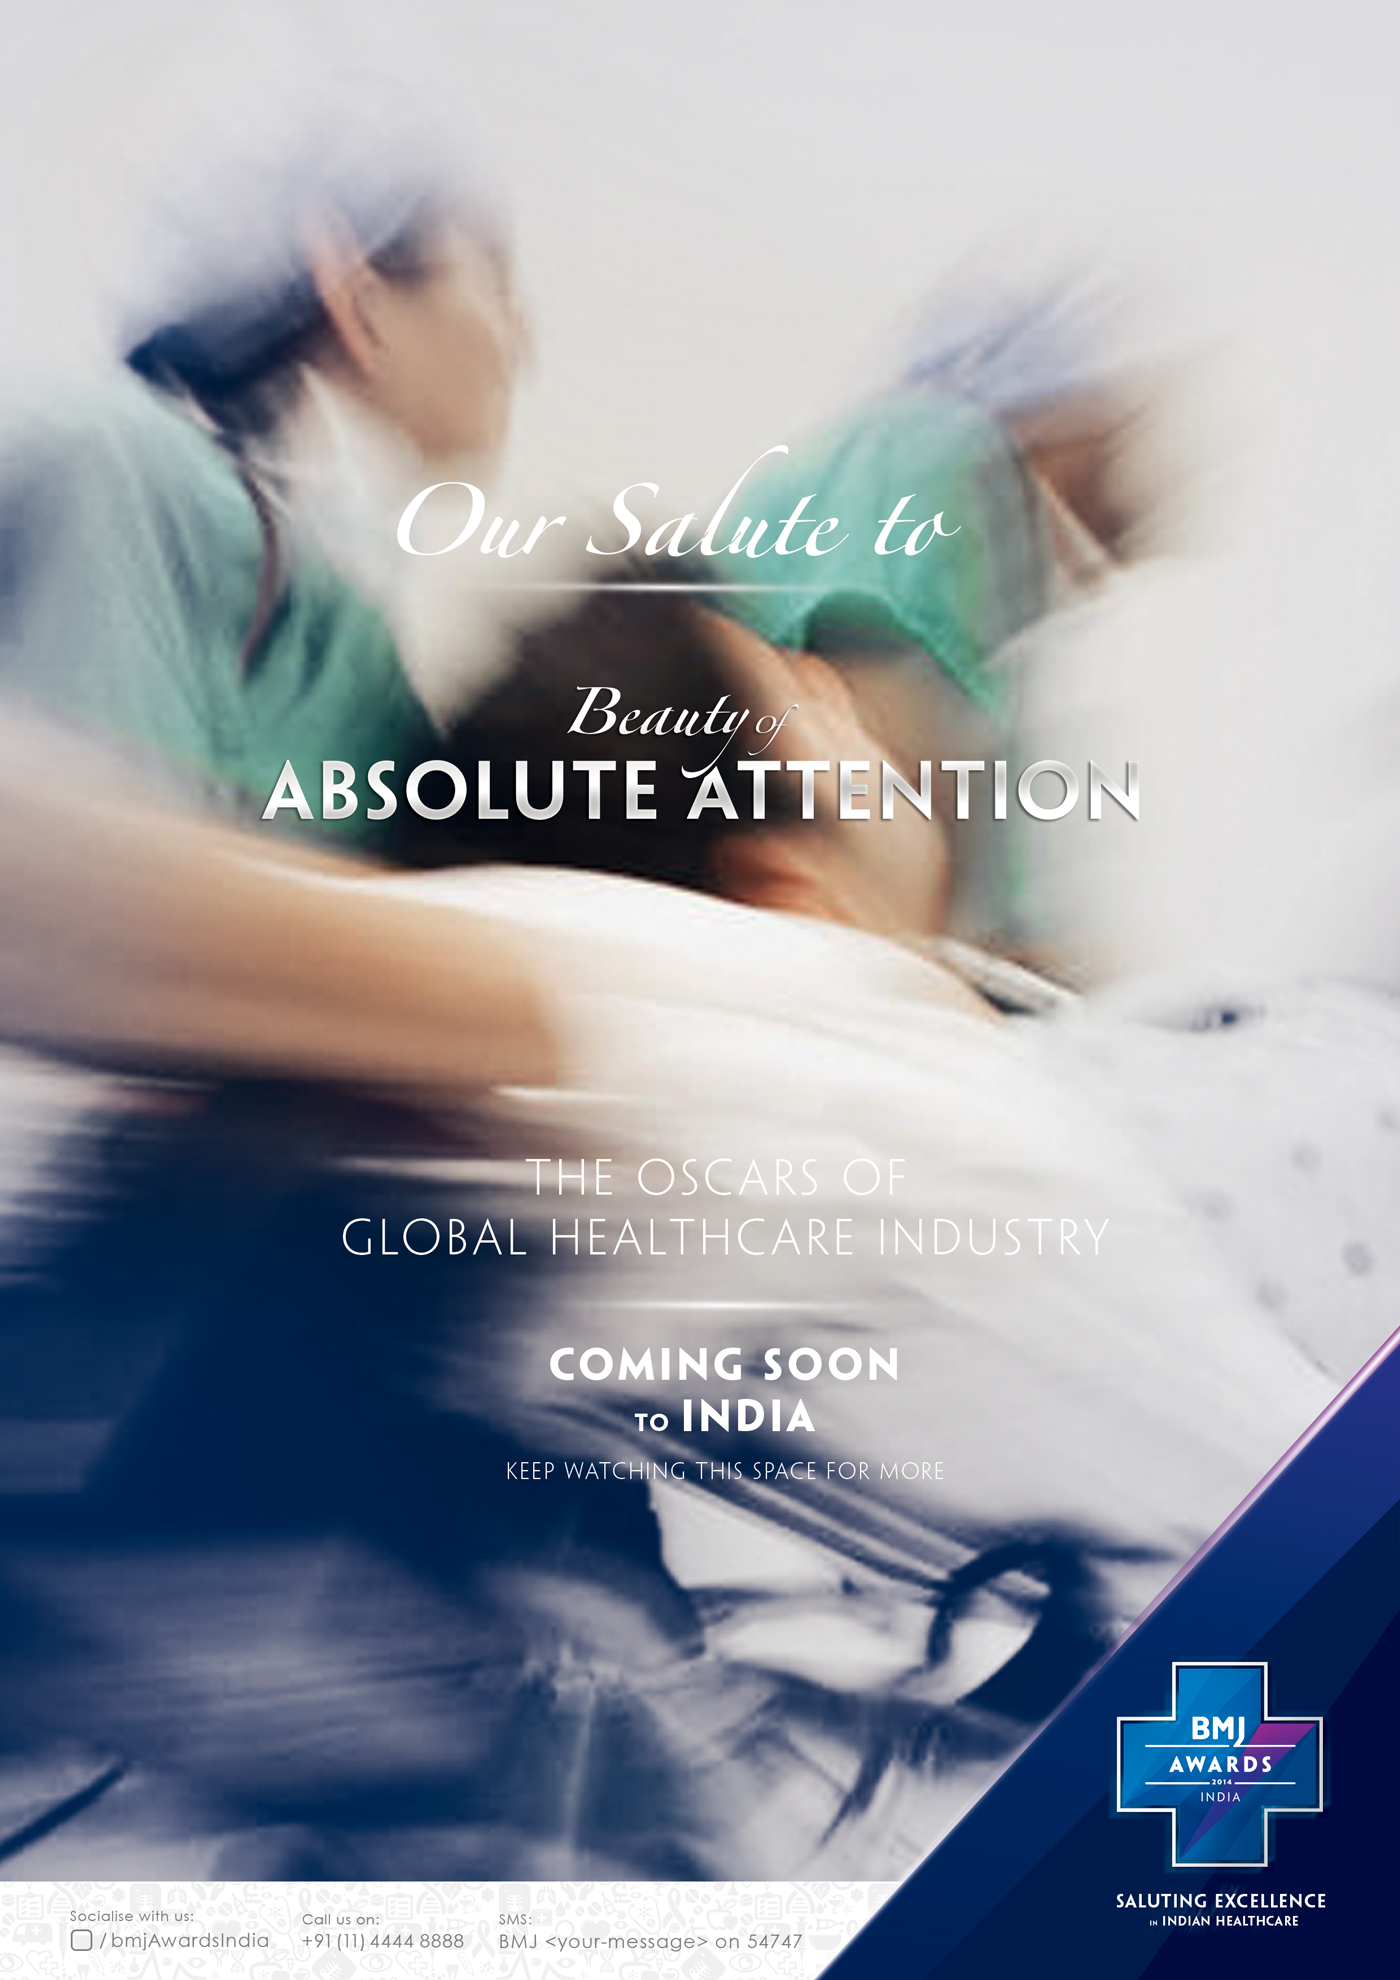 Our Salute to
Beauty of
ABSOLUTE ATTENTION
THE OSCARS OF
GLOBAL HEALTHCARE INDUSTRY
COMING SOON
TO INDIA
KEEP WATCHING THIS SPACE FOR MORE
BMJ
AWARDS
2014
INDIA
SALUTING EXCELLENCE
IN INDIAN HEALTHCARE
Socialise with us:
/bmjAwardsIndia
Call us on:
+91 (11) 4444 8888
SMS:
BMJ <your-message> on 54747